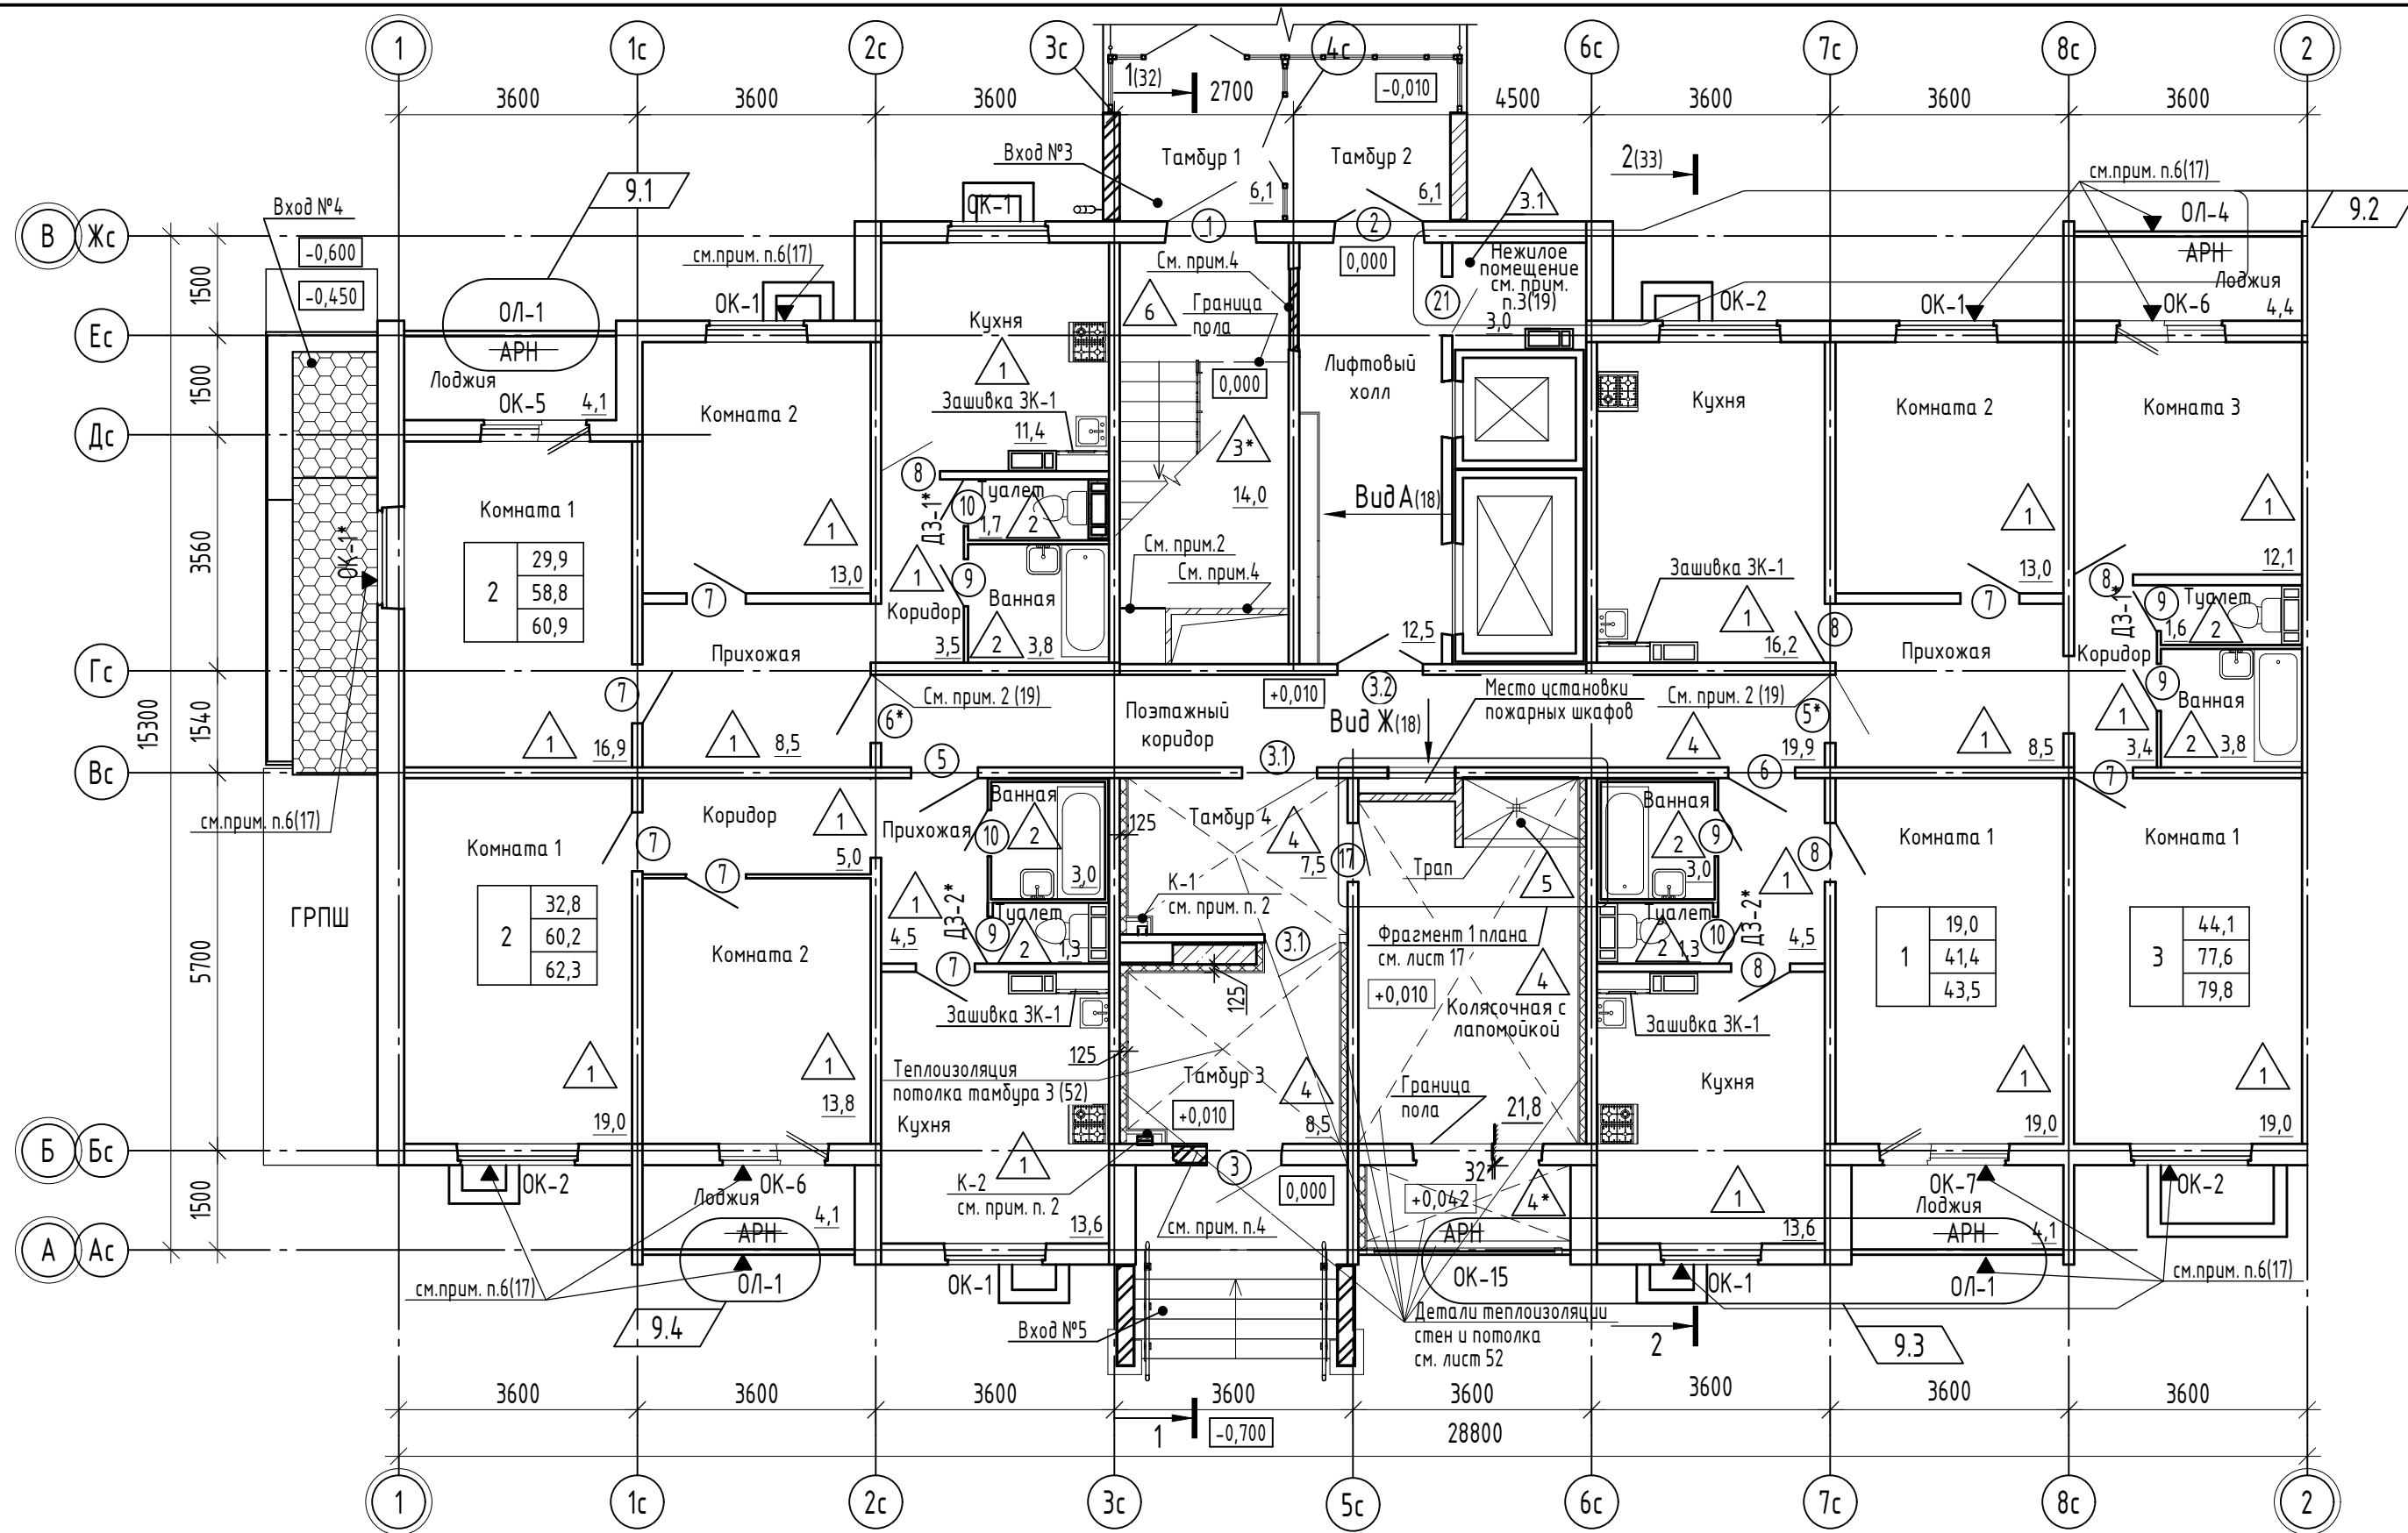 1
1с
2с
3с
4с
6с
7с
8с
2
3600
3600
3600
1(32)
2700
-0,010
4500
3600
3600
3600
Вход №3
Тамбур 1
6,1
Тамбур 2
6,1
2(33)
3.1
см.прим. п.6(17)
9.1
9.2
Вход №4
В
Жс
ОК-1
1
2
ОЛ-4
АРН
Лоджия
4,4
-0,600
-0,450
1500
см.прим. п.6(17)
См. прим.4
0,000
Нежилое
помещение
см. прим.
п.3(19)
3,0
21
ОЛ-1
АРН
ОК-1
6
Граница
пола
ОК-2
ОК-1
ОК-6
Ес
Кухня
1
0,000
Лифтовый
холл
Лоджия
ОК-5
4,1
1500
Комната 2
Зашивка ЗК-1
11,4
Кухня
Комната 2
Комната 3
Дс
3*
14,0
8
ДЗ-1*
10
Туалет
1,7
2
Вид А(18)
Комната 1
1
13,0
1
1
12,1
ОК-1*
2
29,9
58,8
60,9
3560
См. прим.2
См. прим.4
1
Коридор
3,5
9
Ванная
2
3,8
7
12,5
Зашивка ЗК-1
1
16,2
8
13,0
7
8
ДЗ-1*
9
Туалет
1,6
2
Прихожая
Прихожая
Коридор
Гс
7
См. прим. 2 (19)
+0,010
3.2
Место установки
пожарных шкафов
См. прим. 2 (19)
9
Ванная
2
3,8
15300
1540
1
16,9
1
8,5
6*
Поэтажный
коридор
Вид Ж(18)
4
5*
19,9
1
8,5
1
3,4
Вс
5
3.1
6
7
см.прим. п.6(17)
Коридор
1
5,0
Прихожая
Ванная
2
10
3,0
125
Тамбур 4
4
7,5
17
Трап
5
Ванная
2
9
3,0
1
8
Комната 1
Комната 1
Комната 1
7
7
ГРПШ
2
32,8
60,2
62,3
К-1
см. прим. п. 2
1
4,5
ДЗ-2*
9
Туалет
2
1,3
3.1
Фрагмент 1 плана
см. лист 17
Туалет
2
1,3
10
ДЗ-2*
4,5
1
19,0
41,4
43,5
3
44,1
77,6
79,8
5700
Комната 2
7
8
125
+0,010
4
Колясочная с
лапомойкой
Зашивка ЗК-1
Зашивка ЗК-1
Теплоизоляция
потолка тамбура 3 (52)
125
Тамбур 3
4
+0,010
8,5
Граница
пола
21,8
Кухня
1
19,0
1
13,8
Кухня
1
1
19,0
1
19,0
Б
Бс
ОК-2
Лоджия
ОК-6
К-2
см. прим. п. 2
3
0,000
32
+0,042
4*
1
ОК-7
Лоджия
ОК-2
1500
4,1
АРН
13,6
см. прим. п.4
АРН
13,6
АРН
4,1
А
Ас
см.прим. п.6(17)
ОЛ-1
ОК-1
ОК-15
ОК-1
ОЛ-1
см.прим. п.6(17)
9.4
Вход №5
Детали теплоизоляции
стен и потолка
см. лист 52
2
9.3
3600
3600
3600
3600
3600
3600
3600
3600
1
-0,700
28800
1
1с
2с
3с
5с
6с
7с
8с
2